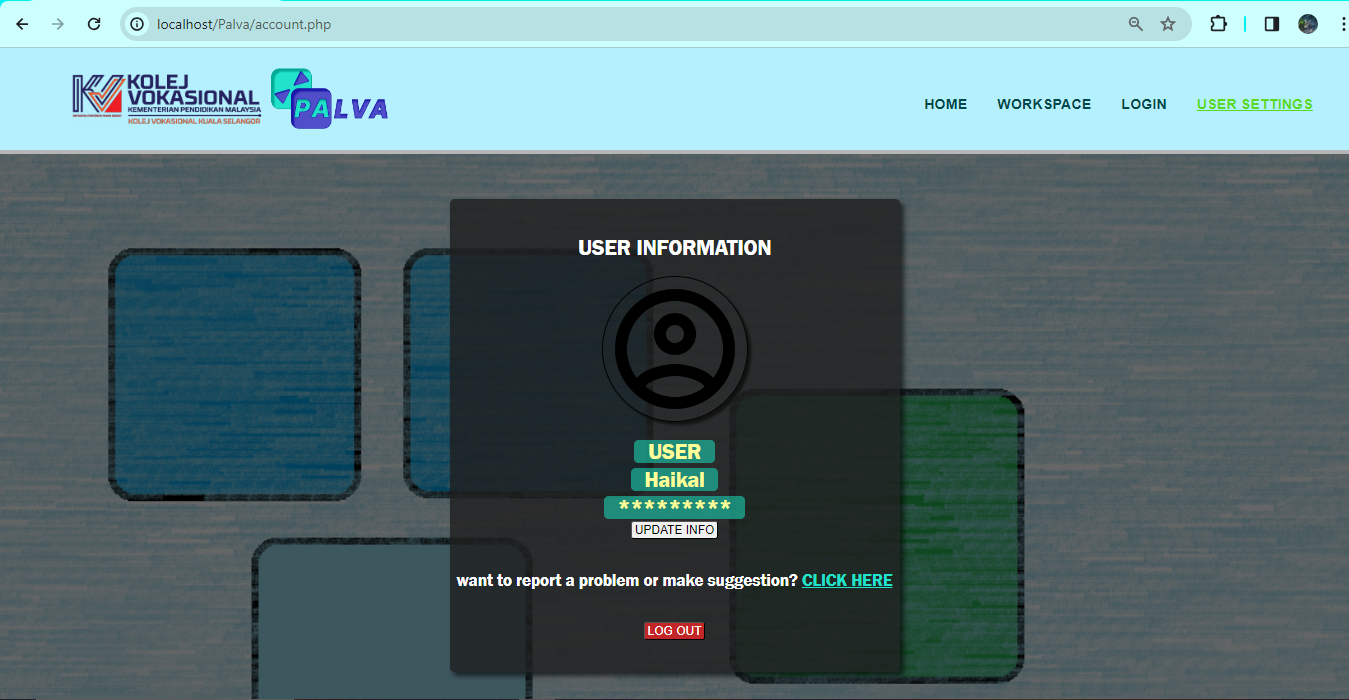 localhost/Palva/account.php
KOLEJ
VOKASIONAL
KEMENTERIAN PENDIDIKAN MALAYSIA
KOLEJ VOKASIONAL KUALA SELANGOR
PALVA
HOME WORKSPACE LOGIN USER SETTINGS
USER INFORMATION
USER
Haikal
*********
UPDATE INFO
want to report a problem or make suggestion? CLICK HERE
LOG OUT